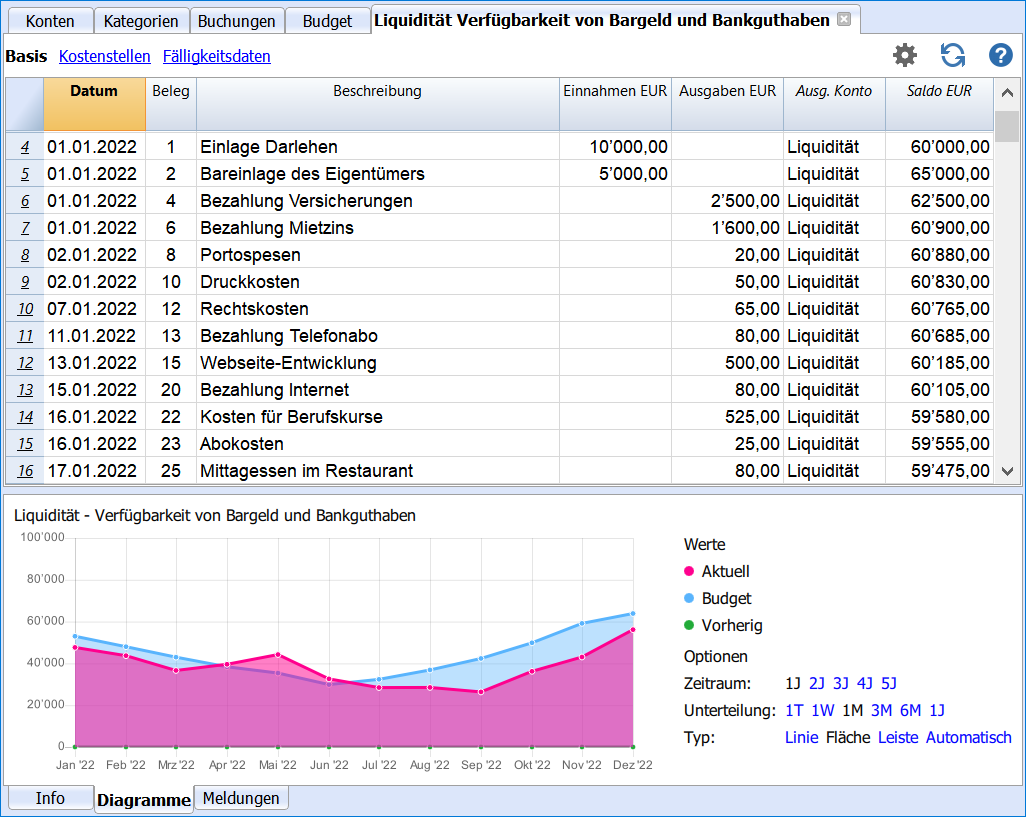 Konten Kategorien Buchungen Budget Liquidität Verfügbarkeit von Bargeld und Bankguthaben
Basis Kostenstellen Fälligkeitsdaten
Datum Beleg Beschreibung Einnahmen EUR Ausgaben EUR Ausg. Konto Saldo EUR
4 01.01.2022 1 Einlage Darlehen 10’000,00 Liquidität 60’000,00
5 01.01.2022 2 Bareinlage des Eigentümers 5’000,00 Liquidität 65’000,00
6 01.01.2022 4 Bezahlung Versicherungen 2’500,00 Liquidität 62’500,00
7 01.01.2022 6 Bezahlung Mietzins 1’600,00 Liquidität 60’900,00
8 02.01.2022 8 Portospesen 20,00 Liquidität 60’880,00
9 02.01.2022 10 Druckkosten 50,00 Liquidität 60’830,00
10 07.01.2022 12 Rechtskosten 65,00 Liquidität 60’765,00
11 11.01.2022 13 Bezahlung Telefonabo 80,00 Liquidität 60’685,00
12 13.01.2022 15 Webseite-Entwicklung 500,00 Liquidität 60’185,00
13 15.01.2022 20 Bezahlung Internet 80,00 Liquidität 60’105,00
14 16.01.2022 22 Kosten für Berufskurse 525,00 Liquidität 59’580,00
15 16.01.2022 23 Abokosten 25,00 Liquidität 59’555,00
16 17.01.2022 25 Mittagessen im Restaurant 80,00 Liquidität 59’475,00
Liquidität - Verfügbarkeit von Bargeld und Bankguthaben
100’000
80’000
60’000
40’000
20’000
0
Jan '22 Feb '22 Mrz '22 Apr '22 Mai '22 Jun '22 Jul '22 Aug '22 Sep '22 Okt '22 Nov '22 Dez '22
Werte
Aktuell
Budget
Vorherig
Optionen
Zeitraum: 1J 2J 3J 4J 5J
Unterteilung: 1T 1W 1M 3M 6M 1J
Typ: Linie Fläche Leiste Automatisch
Info Diagramme Meldungen